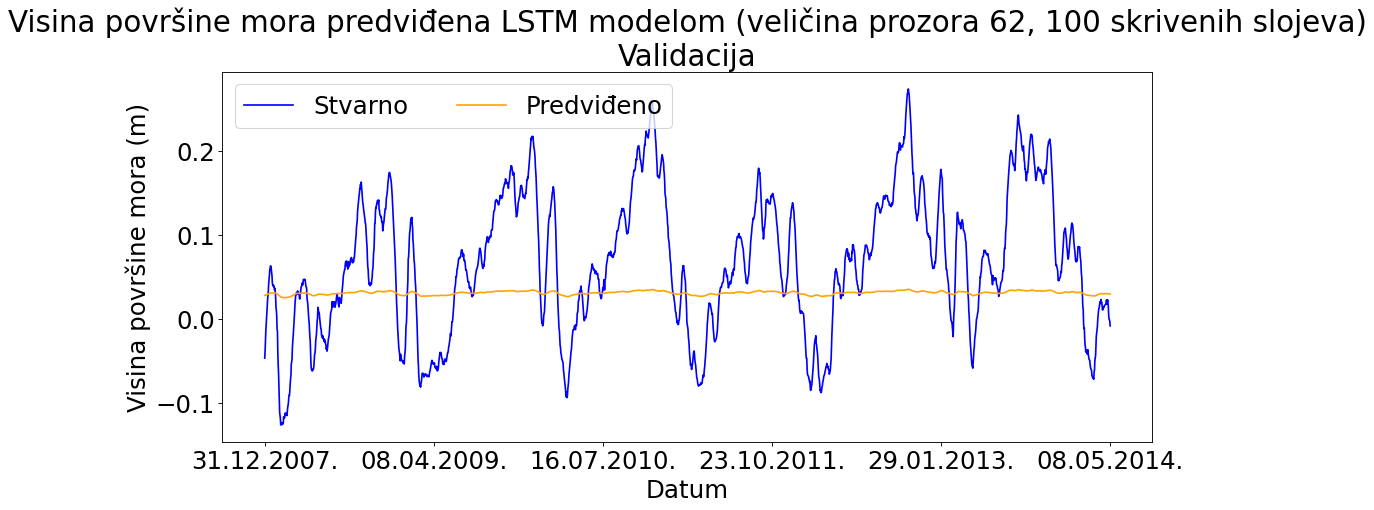 Visina površine mora predviđena LSTM modelom (veličina prozora 62, 100 skrivenih slojeva)
Validacija
Stvarno
Predviđeno
Visina površine mora (m)
0.2
0.1
0.0
−0.1
31.12.2007. 08.04.2009. 16.07.2010. 23.10.2011. 29.01.2013. 08.05.2014.
Datum